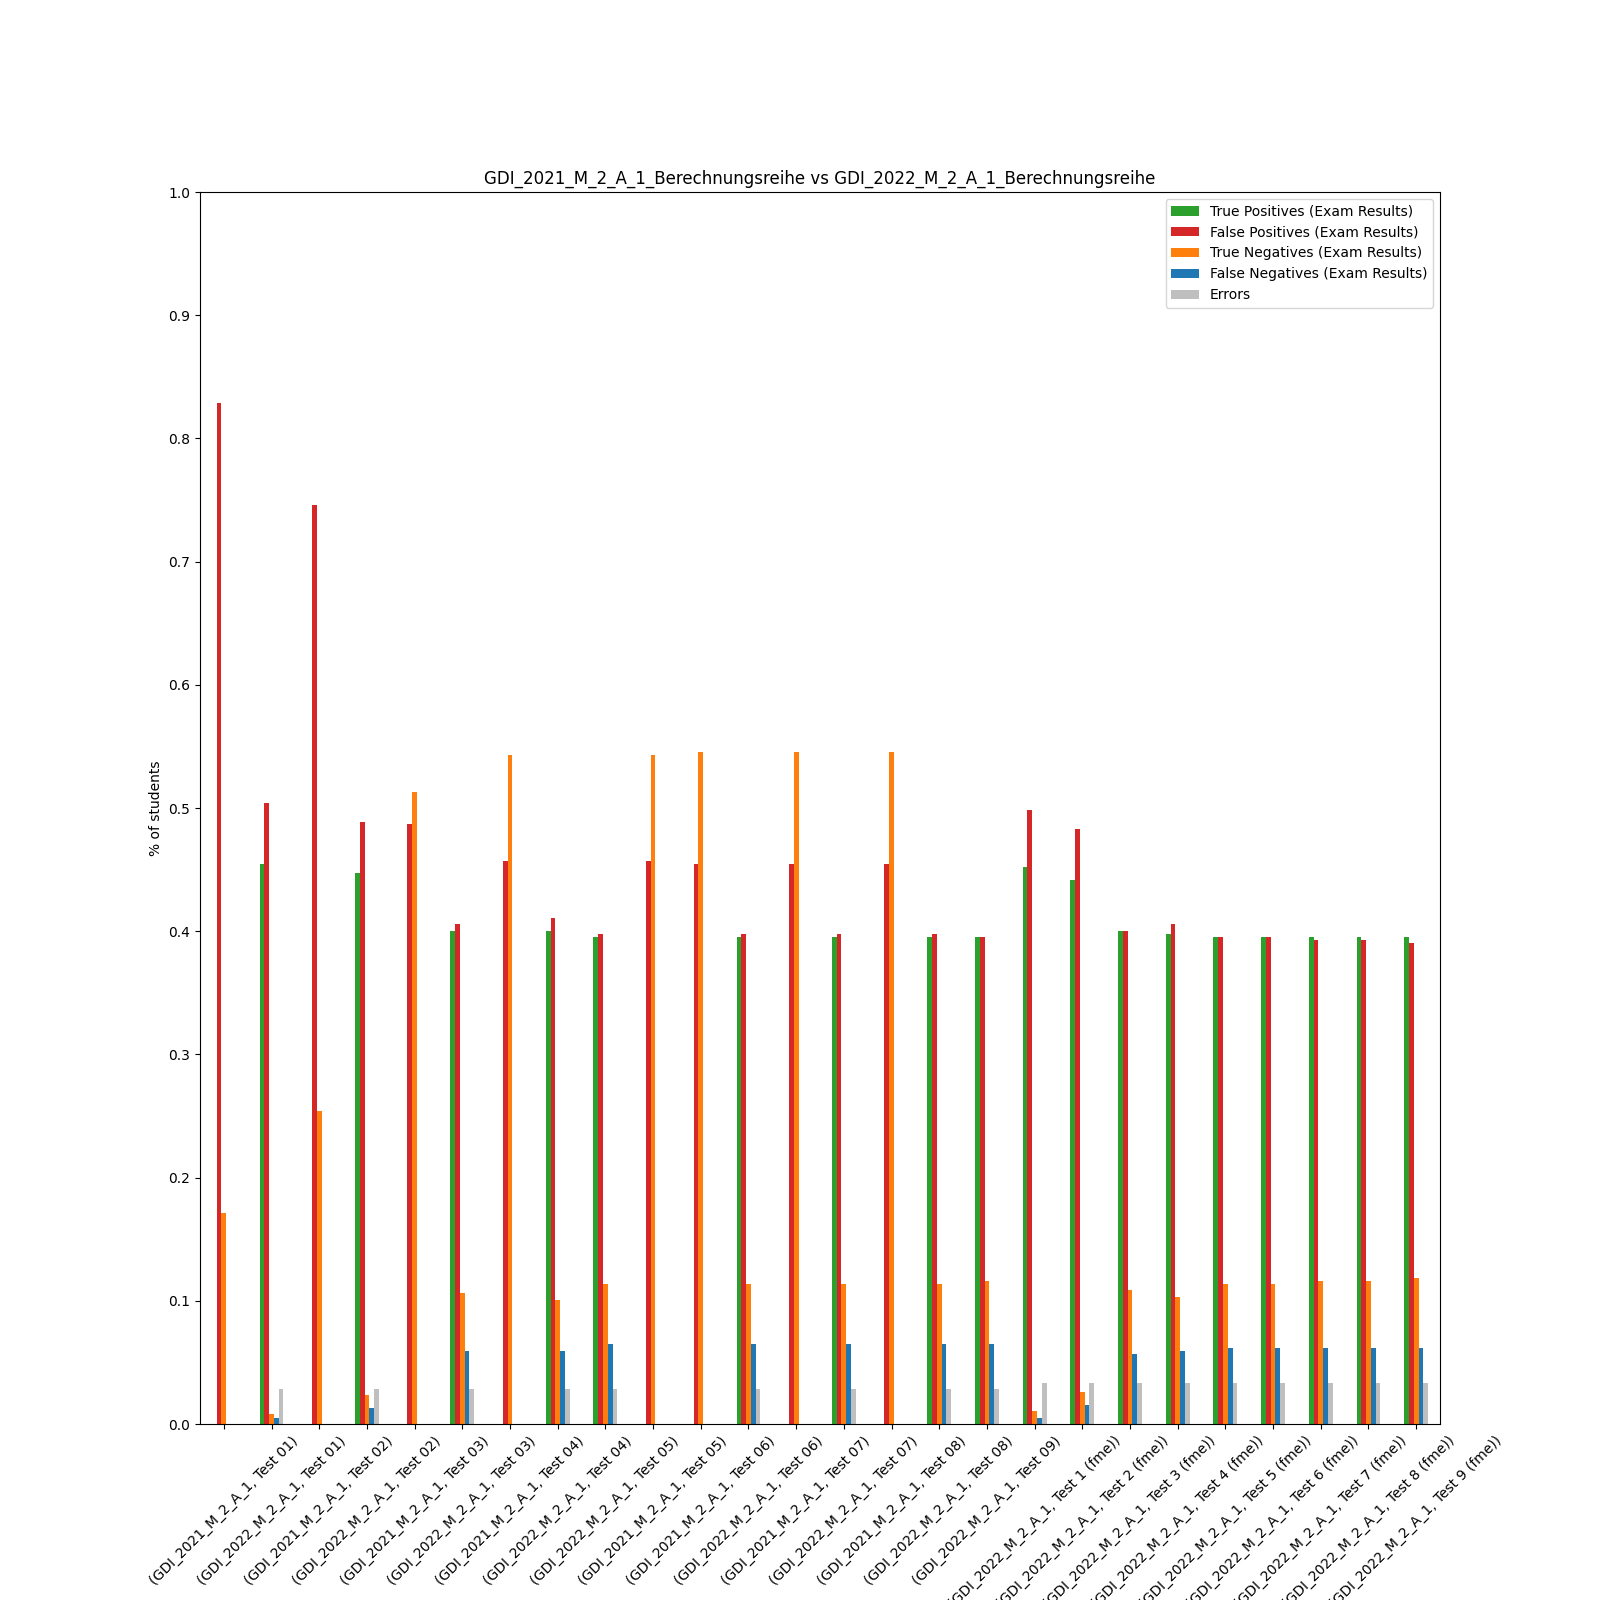 GDI_2021_M_2_A_1_Berechnungsreihe vs GDI_2022_M_2_A_1_Berechnungsreihe
True Positives (Exam Results)
False Positives (Exam Results)
True Negatives (Exam Results)
False Negatives (Exam Results)
Errors
% of students
1.0
0.9
0.8
0.7
0.6
0.5
0.4
0.3
0.2
0.1
0.0
(GDI_2021_M_2_A_1, Test 01)
(GDI_2022_M_2_A_1, Test 01)
(GDI_2021_M_2_A_1, Test 02)
(GDI_2022_M_2_A_1, Test 02)
(GDI_2021_M_2_A_1, Test 03)
(GDI_2022_M_2_A_1, Test 03)
(GDI_2021_M_2_A_1, Test 04)
(GDI_2022_M_2_A_1, Test 04)
(GDI_2022_M_2_A_1, Test 05)
(GDI_2021_M_2_A_1, Test 05)
(GDI_2021_M_2_A_1, Test 06)
(GDI_2022_M_2_A_1, Test 06)
(GDI_2021_M_2_A_1, Test 07)
(GDI_2022_M_2_A_1, Test 07)
(GDI_2021_M_2_A_1, Test 08)
(GDI_2022_M_2_A_1, Test 08)
(GDI_2022_M_2_A_1, Test 09)
(GDI_2022_M_2_A_1, Test 1 (fme))
(GDI_2022_M_2_A_1, Test 2 (fme))
(GDI_2022_M_2_A_1, Test 3 (fme))
(GDI_2022_M_2_A_1, Test 4 (fme))
(GDI_2022_M_2_A_1, Test 5 (fme))
(GDI_2022_M_2_A_1, Test 6 (fme))
(GDI_2022_M_2_A_1, Test 7 (fme))
(GDI_2022_M_2_A_1, Test 8 (fme))
(GDI_2022_M_2_A_1, Test 9 (fme))